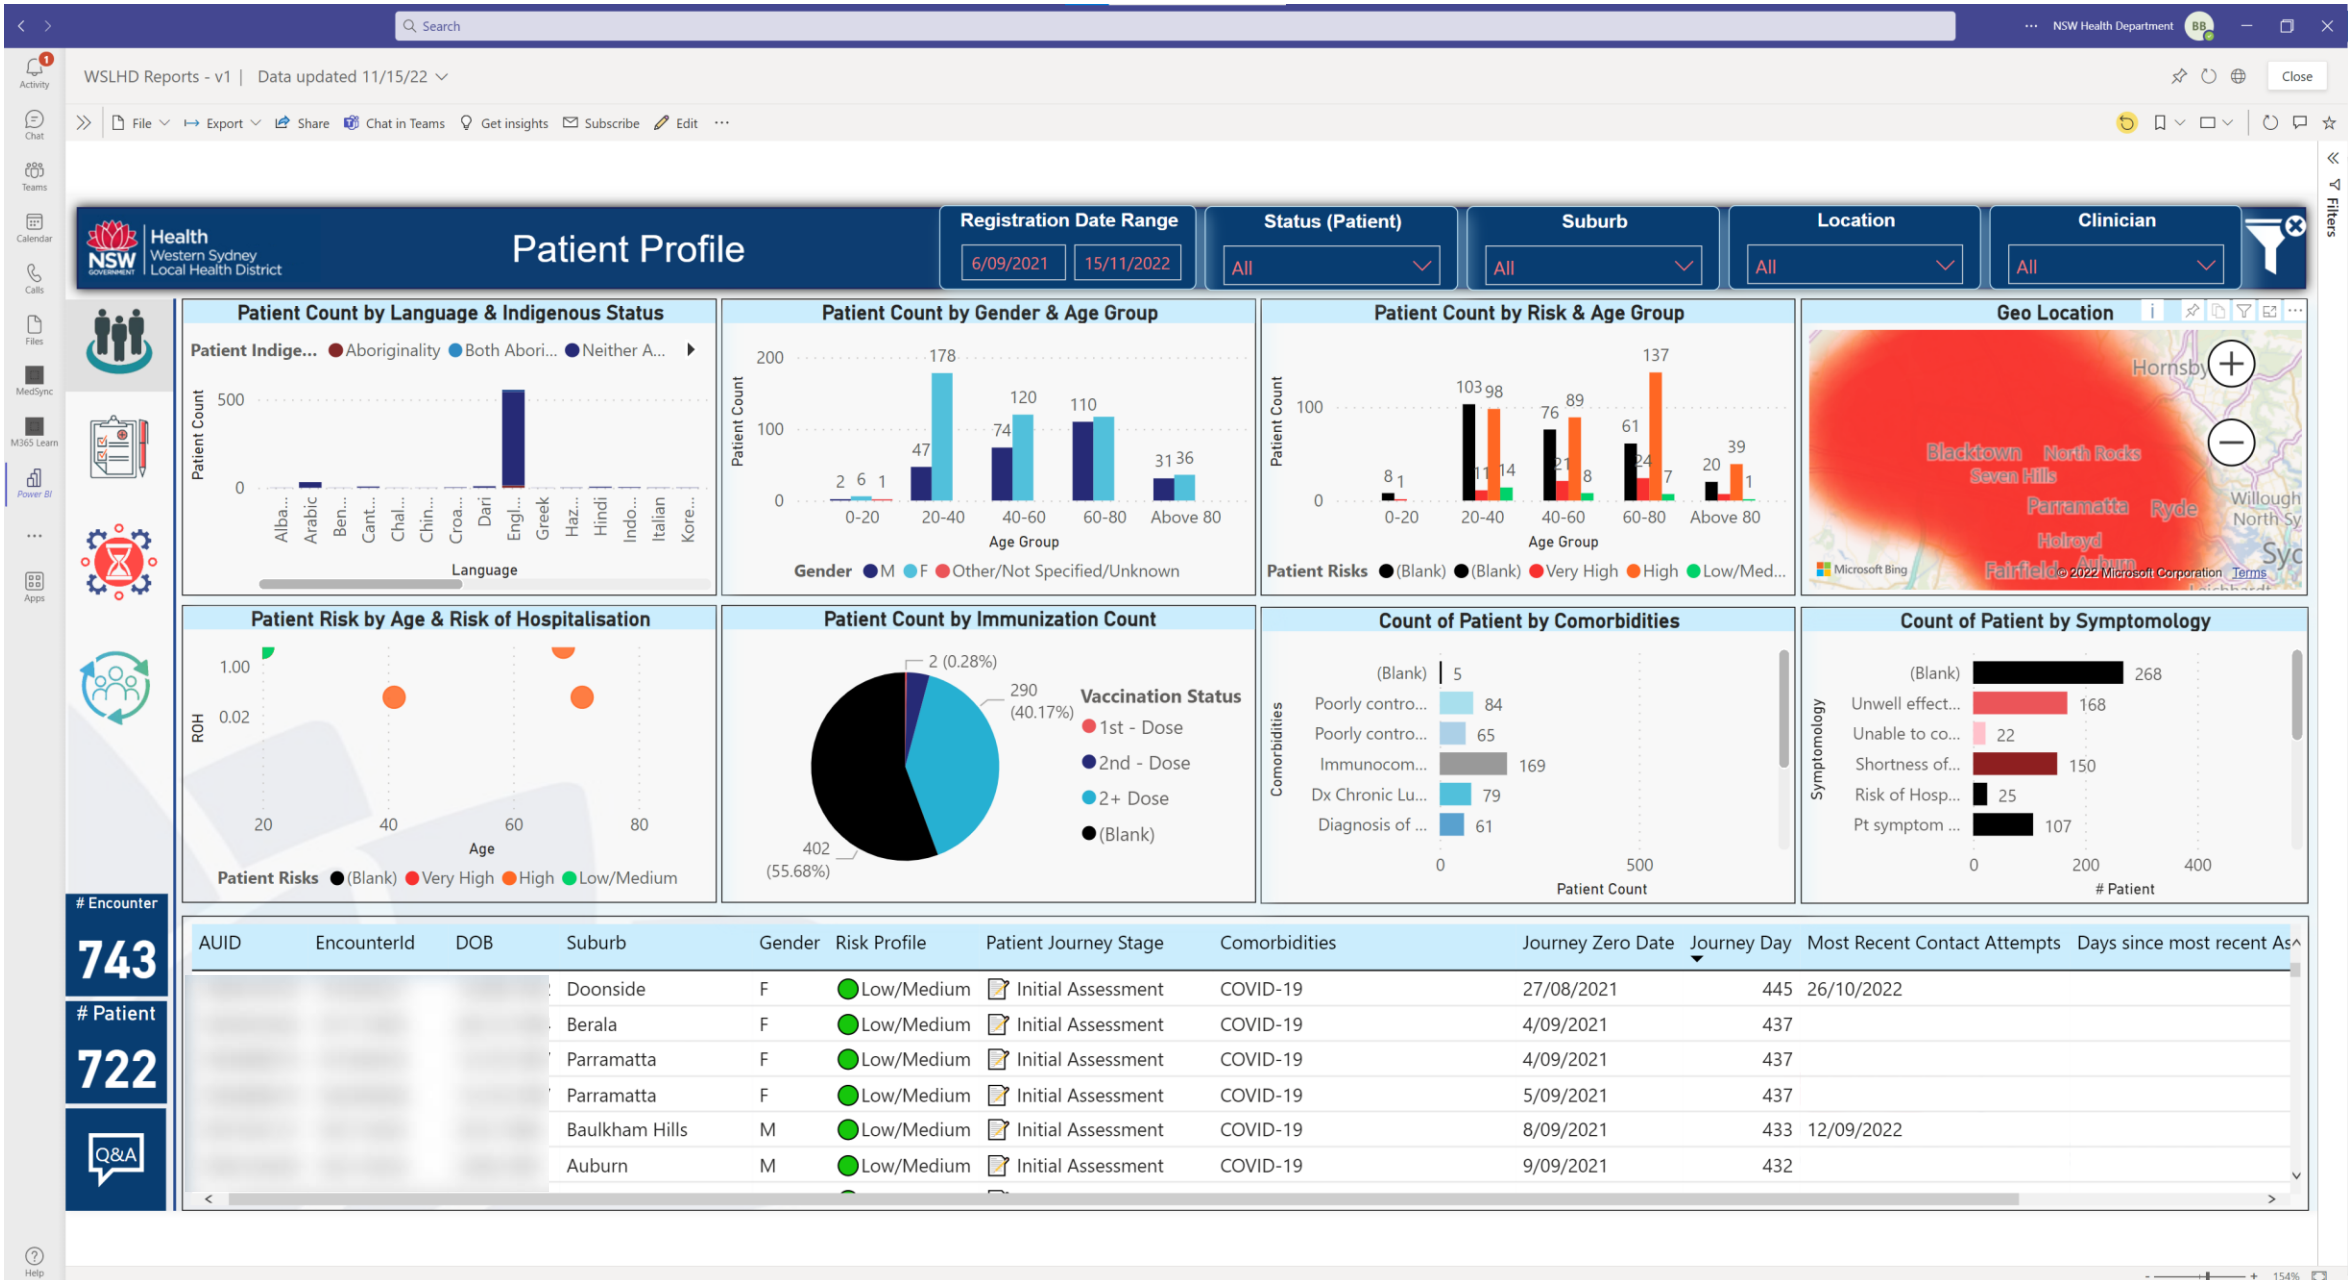 Search
NSW Health Department
BB
1
Activity
Chat
Teams
Calendar
Calls
Files
MedSync
M365 Learn
Power BI
Apps
Help
WSLHD Reports - v1 | Data updated 11/15/22
Close
File
Export
Share
Chat in Teams
Get insights
Subscribe
Edit
Filters
NSW
GOVERNMENT
Health
Western Sydney
Local Health District
Patient Profile
Registration Date Range
6/09/2021
15/11/2022
Status (Patient)
All
Suburb
All
Location
All
Clinician
All
Patient Count by Language & Indigenous Status
Patient Indige... Aboriginality Both Abori... Neither A...
Patient Count
500
0
Alba...
Arabic
Ben...
Cant...
Chal...
Chin...
Croa...
Dari
Engl...
Greek
Haz...
Hindi
Indo...
Italian
Kore...
Language
Patient Count by Gender & Age Group
Patient Count
200
100
0
2 6 1
47
178
74
120
110
31 36
0-20 20-40 40-60 60-80 Above 80
Age Group
Gender M F Other/Not Specified/Unknown
Patient Count by Risk & Age Group
Patient Count
100
0
8 1
103 98
11 14
76 89
21 8
61
137
24 7
20
39
1
0-20 20-40 40-60 60-80 Above 80
Age Group
Patient Risks (Blank) (Blank) Very High High Low/Med...
Geo Location
Hornsby
Blacktown
North Rocks
Seven Hills
Parramatta
Ryde
Willough
North Sy
Holroyd
Syc
Fairfield
Auburn
Leichhardt
Microsoft Bing
© 2022 Microsoft Corporation Terms
Patient Risk by Age & Risk of Hospitalisation
ROH
1.00
0.02
20 40 60 80
Age
Patient Risks (Blank) Very High High Low/Medium
Patient Count by Immunization Count
2 (0.28%)
290
(40.17%)
402
(55.68%)
Vaccination Status
1st - Dose
2nd - Dose
2+ Dose
(Blank)
Count of Patient by Comorbidities
Comorbidities
(Blank) 5
Poorly contro... 84
Poorly contro... 65
Immunocom... 169
Dx Chronic Lu... 79
Diagnosis of ... 61
0 500
Patient Count
Count of Patient by Symptomology
Symptomology
(Blank) 268
Unwell effect... 168
Unable to co... 22
Shortness of... 150
Risk of Hosp... 25
Pt symptom ... 107
0 200 400
# Patient
# Encounter
743
# Patient
722
Q&A
AUID EncounterId DOB Suburb Gender Risk Profile Patient Journey Stage Comorbidities Journey Zero Date Journey Day Most Recent Contact Attempts Days since most recent As
Doonside F Low/Medium Initial Assessment COVID-19 27/08/2021 445 26/10/2022
Berala F Low/Medium Initial Assessment COVID-19 4/09/2021 437
Parramatta F Low/Medium Initial Assessment COVID-19 4/09/2021 437
Parramatta F Low/Medium Initial Assessment COVID-19 5/09/2021 437
Baulkham Hills M Low/Medium Initial Assessment COVID-19 8/09/2021 433 12/09/2022
Auburn M Low/Medium Initial Assessment COVID-19 9/09/2021 432
154%